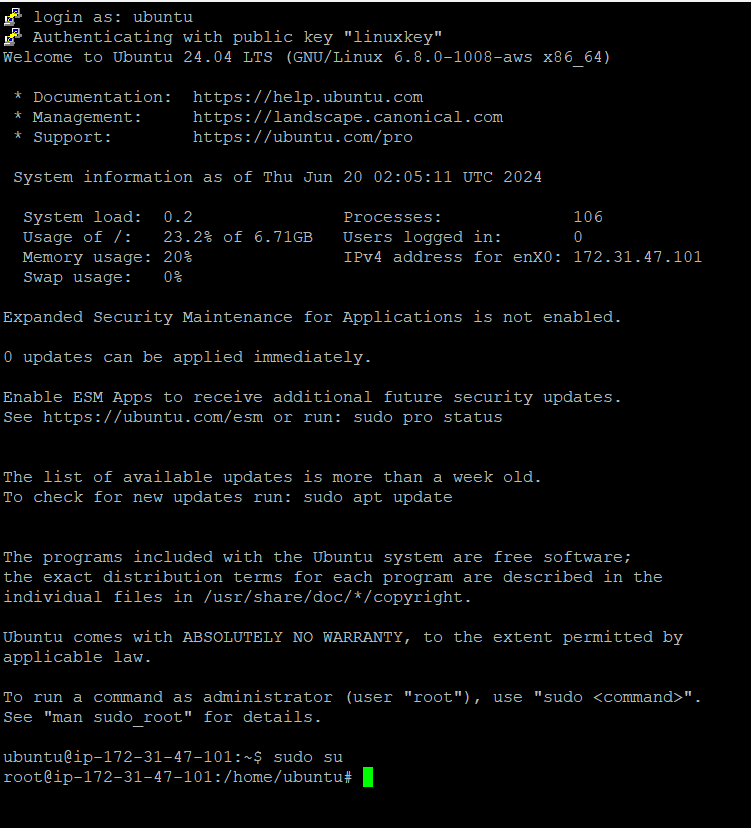 login as: ubuntu
Authenticating with public key "linuxkey"
Welcome to Ubuntu 24.04 LTS (GNU/Linux 6.8.0-1008-aws x86_64)

 * Documentation:  https://help.ubuntu.com
 * Management:     https://landscape.canonical.com
 * Support:        https://ubuntu.com/pro

 System information as of Thu Jun 20 02:05:11 UTC 2024

  System load:  0.2               Processes:             106
  Usage of /:   23.2% of 6.71GB   Users logged in:       0
  Memory usage: 20%               IPv4 address for enX0: 172.31.47.101
  Swap usage:   0%

Expanded Security Maintenance for Applications is not enabled.

0 updates can be applied immediately.

Enable ESM Apps to receive additional future security updates.
See https://ubuntu.com/esm or run: sudo pro status


The list of available updates is more than a week old.
To check for new updates run: sudo apt update


The programs included with the Ubuntu system are free software;
the exact distribution terms for each program are described in the
individual files in /usr/share/doc/*/copyright.

Ubuntu comes with ABSOLUTELY NO WARRANTY, to the extent permitted by
applicable law.

To run a command as administrator (user "root"), use "sudo <command>".
See "man sudo_root" for details.

ubuntu@ip-172-31-47-101:~$ sudo su
root@ip-172-31-47-101:/home/ubuntu#